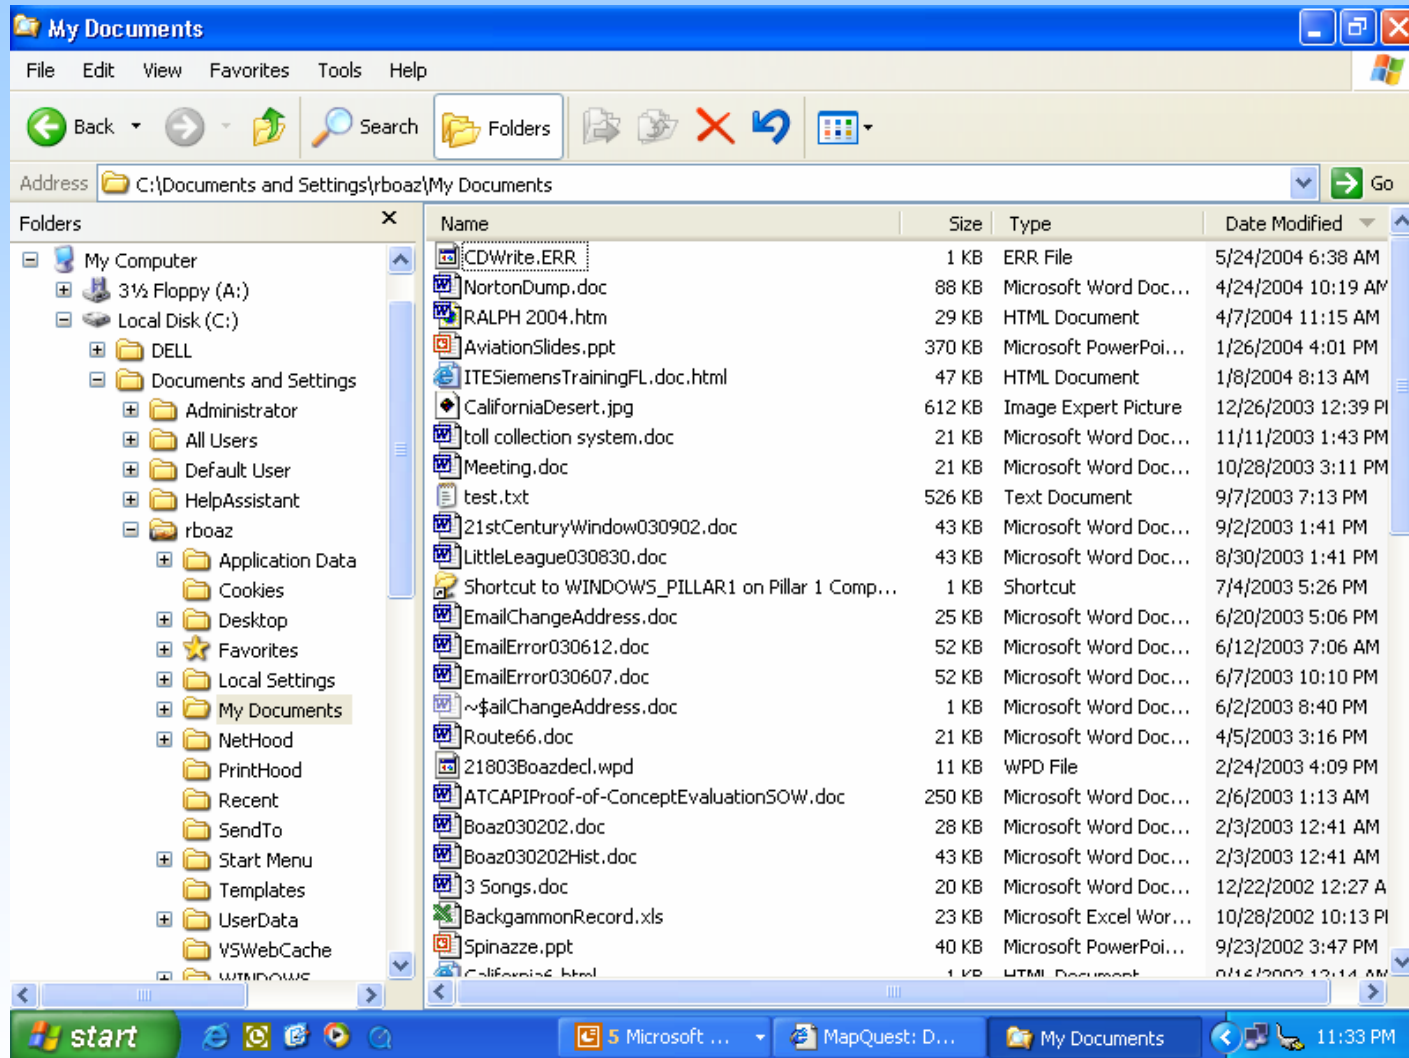 My Documents
File Edit View Favorites Tools Help
Back Search Folders
Address C:\Documents and Settings\rboaz\My Documents Go
Folders
My Computer
3½ Floppy (A:)
Local Disk (C:)
DELL
Documents and Settings
Administrator
All Users
Default User
HelpAssistant
rboaz
Application Data
Cookies
Desktop
Favorites
Local Settings
My Documents
NetHood
PrintHood
Recent
SendTo
Start Menu
Templates
UserData
VSWebCache
WINDOWS
Name Size Type Date Modified
CDWrite.ERR 1 KB ERR File 5/24/2004 6:38 AM
NortonDump.doc 88 KB Microsoft Word Doc... 4/24/2004 10:19 AM
RALPH 2004.htm 29 KB HTML Document 4/7/2004 11:15 AM
AviationSlides.ppt 370 KB Microsoft PowerPoi... 1/26/2004 4:01 PM
ITESiemensTrainingFL.doc.html 47 KB HTML Document 1/8/2004 8:13 AM
CaliforniaDesert.jpg 612 KB Image Expert Picture 12/26/2003 12:39 P
toll collection system.doc 21 KB Microsoft Word Doc... 11/11/2003 1:43 PM
Meeting.doc 21 KB Microsoft Word Doc... 10/28/2003 3:11 PM
test.txt 526 KB Text Document 9/7/2003 7:13 PM
21stCenturyWindow030902.doc 43 KB Microsoft Word Doc... 9/2/2003 1:41 PM
LittleLeague030830.doc 43 KB Microsoft Word Doc... 8/30/2003 1:41 PM
Shortcut to WINDOWS_PILLAR1 on Pillar 1 Comp... 1 KB Shortcut 7/4/2003 5:26 PM
EmailChangeAddress.doc 25 KB Microsoft Word Doc... 6/20/2003 5:06 PM
EmailError030612.doc 52 KB Microsoft Word Doc... 6/12/2003 7:06 AM
EmailError030607.doc 52 KB Microsoft Word Doc... 6/7/2003 10:10 PM
~$ailChangeAddress.doc 1 KB Microsoft Word Doc... 6/2/2003 8:40 PM
Route66.doc 21 KB Microsoft Word Doc... 4/5/2003 3:16 PM
21803Boazdecl.wpd 11 KB WPD File 2/24/2003 4:09 PM
ATCAPIProof-of-ConceptEvaluationSOW.doc 250 KB Microsoft Word Doc... 2/6/2003 1:13 AM
Boaz030202.doc 28 KB Microsoft Word Doc... 2/3/2003 12:41 AM
Boaz030202Hist.doc 43 KB Microsoft Word Doc... 2/3/2003 12:41 AM
3 Songs.doc 20 KB Microsoft Word Doc... 12/22/2002 12:27 A
BackgammonRecord.xls 23 KB Microsoft Excel Wor... 10/28/2002 10:13 P
Spinazze.ppt 40 KB Microsoft PowerPoi... 9/23/2002 3:47 PM
California6.html 1 KB HTML Document 9/16/2002 12:14 AM
start 5 Microsoft ... MapQuest: D... My Documents 11:33 PM